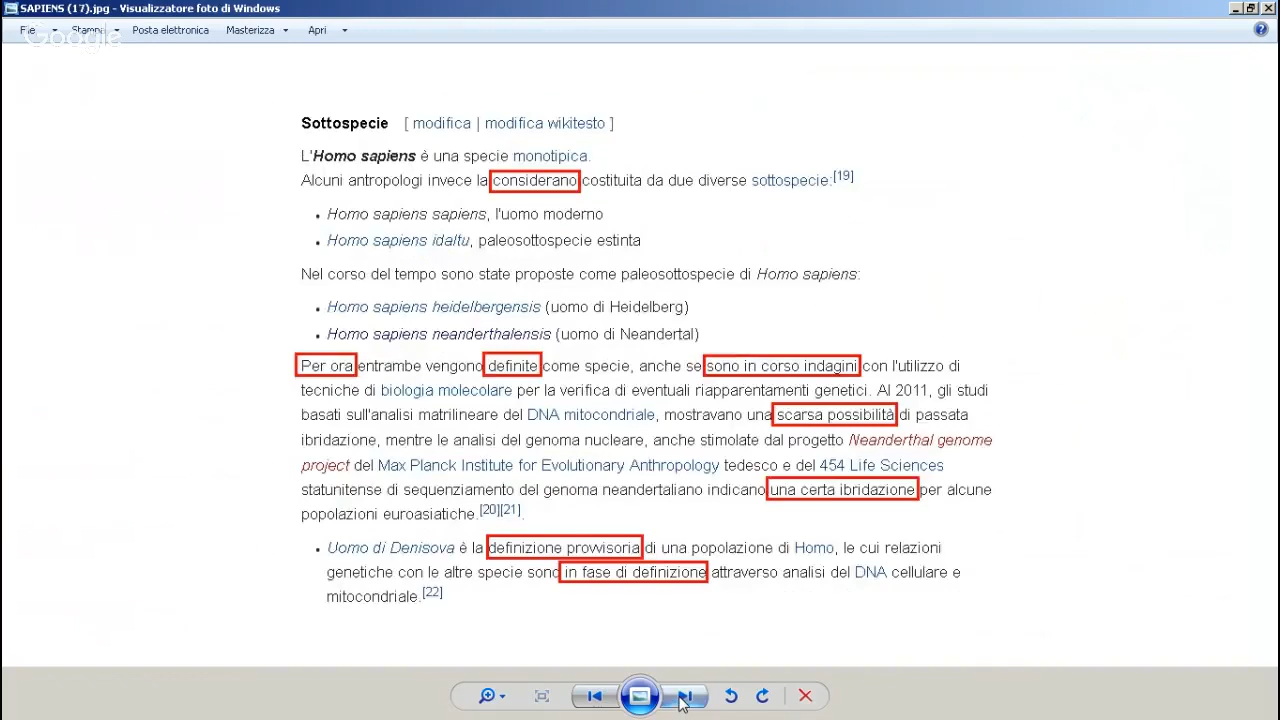 SAPIENS (17).jpg - Visualizzatore foto di Windows
File Stampa Posta elettronica Masterizza Apri
Google
Sottospecie [ modifica | modifica wikitesto ]
L'Homo sapiens è una specie monotipica.
Alcuni antropologi invece la considerano costituita da due diverse sottospecie:[19]
• Homo sapiens sapiens, l'uomo moderno
• Homo sapiens idaltu, paleosottospecie estinta
Nel corso del tempo sono state proposte come paleosottospecie di Homo sapiens:
• Homo sapiens heidelbergensis (uomo di Heidelberg)
• Homo sapiens neanderthalensis (uomo di Neandertal)
Per ora entrambe vengono definite come specie, anche se sono in corso indagini con l'utilizzo di
tecniche di biologia molecolare per la verifica di eventuali riapparentamenti genetici. Al 2011, gli studi
basati sull'analisi matrilineare del DNA mitocondriale, mostravano una scarsa possibilità di passata
ibridazione, mentre le analisi del genoma nucleare, anche stimolate dal progetto Neanderthal genome
project del Max Planck Institute for Evolutionary Anthropology tedesco e del 454 Life Sciences
statunitense di sequenziamento del genoma neandertaliano indicano una certa ibridazione per alcune
popolazioni euroasiatiche.[20][21].
• Uomo di Denisova è la definizione provvisoria di una popolazione di Homo, le cui relazioni
genetiche con le altre specie sono in fase di definizione attraverso analisi del DNA cellulare e
mitocondriale.[22]